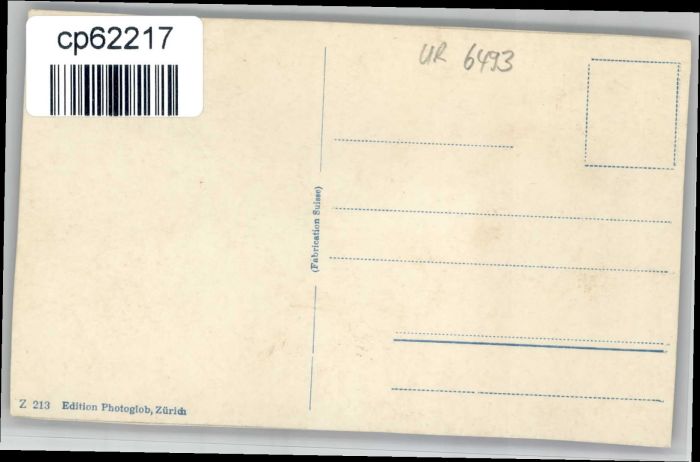 cp62217
UR 6493
(Fabrication Suisse)
Z 213 Edition Photoglob, Zürich